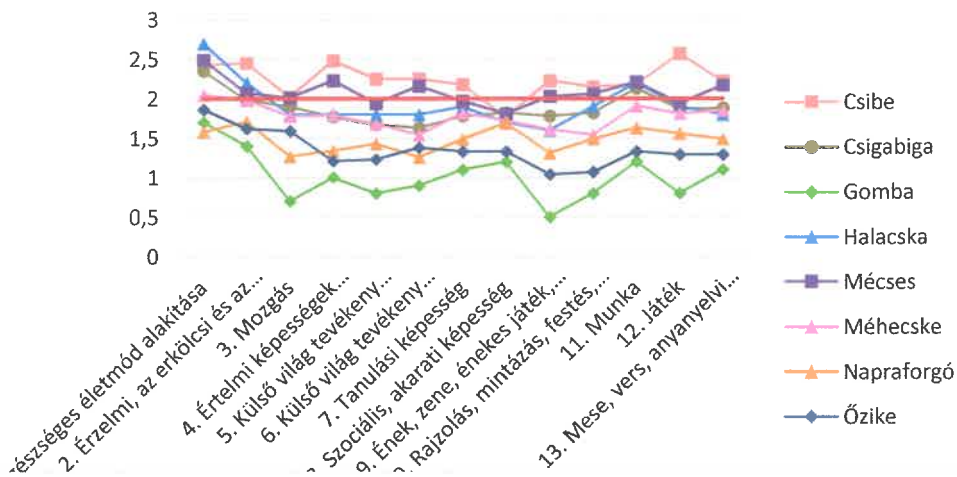 3
2,5
2
1,5
1
0,5
0
észséges életmód alakítása
2. Érzelmi, az erkölcsi és az...
3. Mozgás
4. Értelmi képességek...
5. Külső világ tevékeny...
6. Külső világ tevékeny...
7. Tanulási képesség
Szociális, akarati képesség
9. Ének, zene, énekes játék,...
Rajzolás, mintázás, festés,...
11. Munka
12. Játék
13. Mese, vers, anyanyelvi...
Csibe
Csigabiga
Gomba
Halacska
Mécses
Méhecske
Napraforgó
Őzike